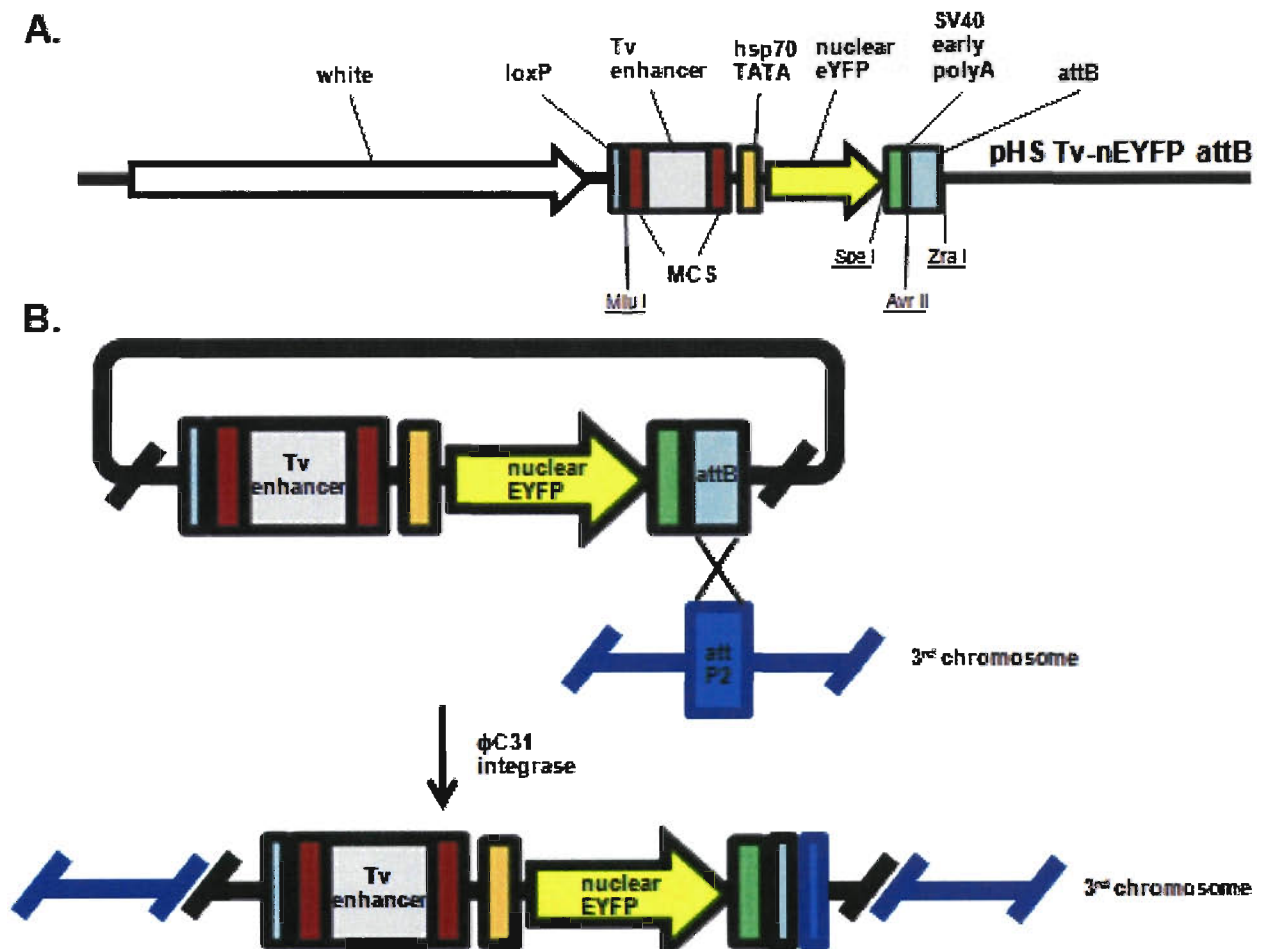 A.
white
loxP
Tv
enhancer
hsp70
TATA
nuclear
eYFP
SV40
early
polyA
attB
pHS Tv-nEYFP attB
MCS
Mlu I
Spe I
Avr II
Zra I
B.
Tv
enhancer
nuclear
EYFP
attB
att
P2
3rd chromosome
ϕC31
integrase
Tv
enhancer
nuclear
EYFP
3rd chromosome